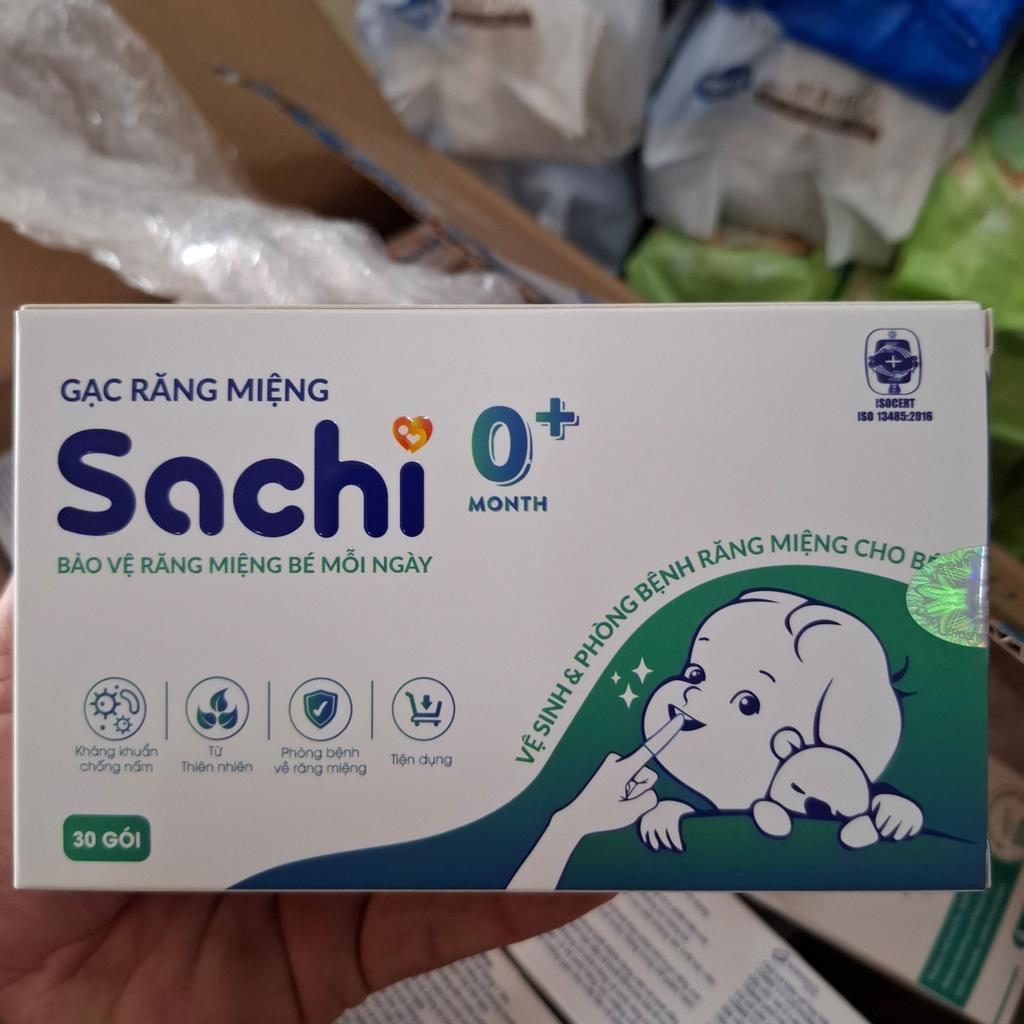 GẠC RĂNG MIỆNG
Sachi
0+
MONTH
BẢO VỆ RĂNG MIỆNG BÉ MỖI NGÀY
ISOCERT
ISO 13485:2016
VỆ SINH & PHÒNG BỆNH RĂNG MIỆNG CHO BÉ
Kháng khuẩn
chống nấm
Từ
Thiên nhiên
Phòng bệnh
về răng miệng
Tiện dụng
30 GÓI